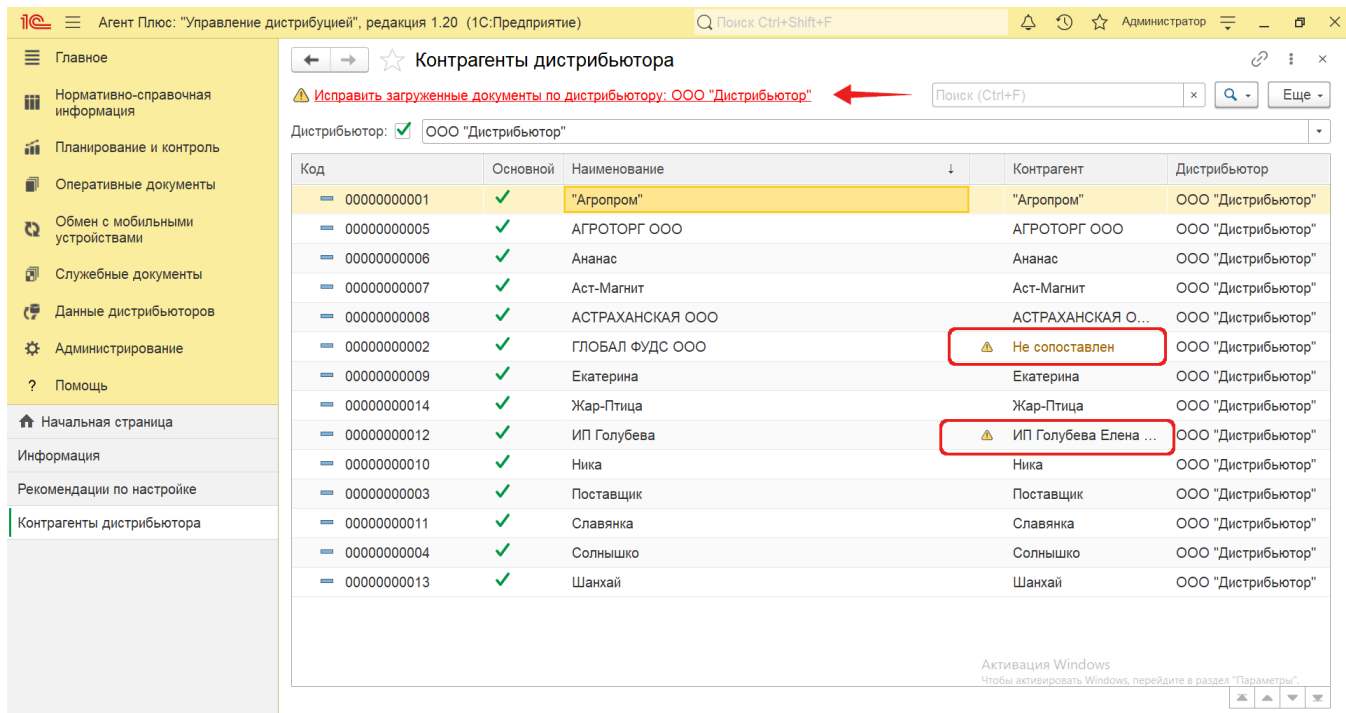 1С Агент Плюс: "Управление дистрибуцией", редакция 1.20 (1С:Предприятие) Поиск Ctrl+Shift+F Администратор
Главное
Нормативно-справочная
информация
Планирование и контроль
Оперативные документы
Обмен с мобильными
устройствами
Служебные документы
Данные дистрибьюторов
Администрирование
? Помощь
Начальная страница
Информация
Рекомендации по настройке
Контрагенты дистрибьютора
Контрагенты дистрибьютора
Исправить загруженные документы по дистрибьютору: ООО "Дистрибьютор" Поиск (Ctrl+F) Еще
Дистрибьютор: ООО "Дистрибьютор"
Код Основной Наименование Контрагент Дистрибьютор
00000000001 "Агропром" "Агропром" ООО "Дистрибьютор"
00000000005 АГРОТОРГ ООО АГРОТОРГ ООО ООО "Дистрибьютор"
00000000006 Ананас Ананас ООО "Дистрибьютор"
00000000007 Аст-Магнит Аст-Магнит ООО "Дистрибьютор"
00000000008 АСТРАХАНСКАЯ ООО АСТРАХАНСКАЯ О... ООО "Дистрибьютор"
00000000002 ГЛОБАЛ ФУДС ООО Не сопоставлен ООО "Дистрибьютор"
00000000009 Екатерина Екатерина ООО "Дистрибьютор"
00000000014 Жар-Птица Жар-Птица ООО "Дистрибьютор"
00000000012 ИП Голубева ИП Голубева Елена ... ООО "Дистрибьютор"
00000000010 Ника Ника ООО "Дистрибьютор"
00000000003 Поставщик Поставщик ООО "Дистрибьютор"
00000000011 Славянка Славянка ООО "Дистрибьютор"
00000000004 Солнышко Солнышко ООО "Дистрибьютор"
00000000013 Шанхай Шанхай ООО "Дистрибьютор"
Активация Windows
Чтобы активировать Windows, перейдите в раздел "Параметры".